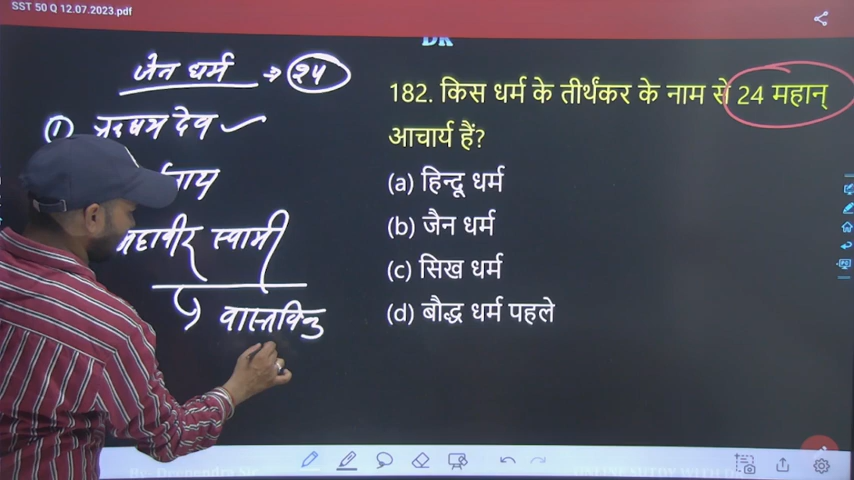 SST 50 Q 12.07.2023.pdf
DK
जैन धर्म → २४
182. किस धर्म के तीर्थंकर के नाम से 24 महान्
आचार्य हैं?
① ऋषभ देव ✓
(a) हिन्दू धर्म
(b) जैन धर्म
महावीर स्वामी
(c) सिख धर्म
(d) बौद्ध धर्म पहले
वास्तविक